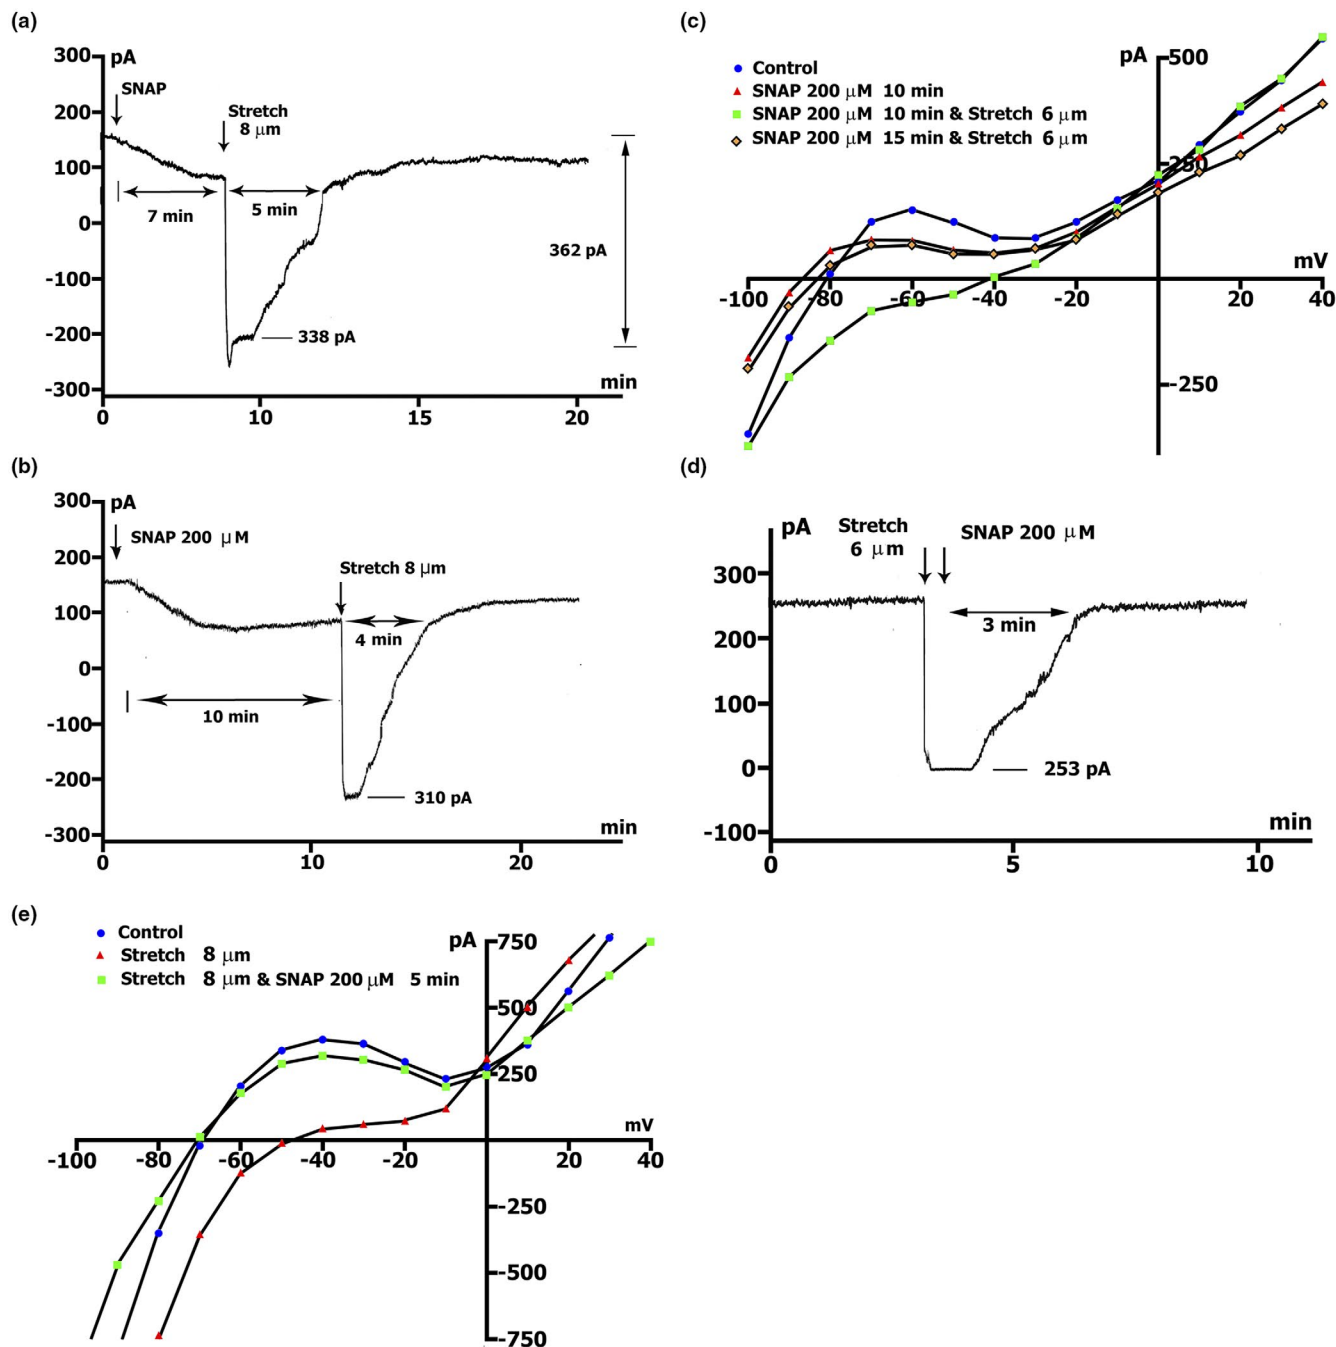 (a)
pA
300
200
100
0
-100
-200
-300
SNAP
Stretch
8 μm
7 min
5 min
338 pA
362 pA
min
0
10
15
20
(c)
pA
500
250
-250
Control
SNAP 200 μM 10 min
SNAP 200 μM 10 min & Stretch 6 μm
SNAP 200 μM 15 min & Stretch 6 μm
mV
-100
-80
-60
-40
-20
20
40
(b)
pA
300
200
100
0
-100
-200
-300
SNAP 200 μM
Stretch 8 μm
4 min
10 min
310 pA
min
0
10
20
(d)
pA
Stretch
6 μm
SNAP 200 μM
300
200
100
0
-100
3 min
253 pA
min
0
5
10
(e)
Control
Stretch 8 μm
Stretch 8 μm & SNAP 200 μM 5 min
pA
750
500
250
-250
-500
-750
mV
-100
-80
-60
-40
-20
20
40